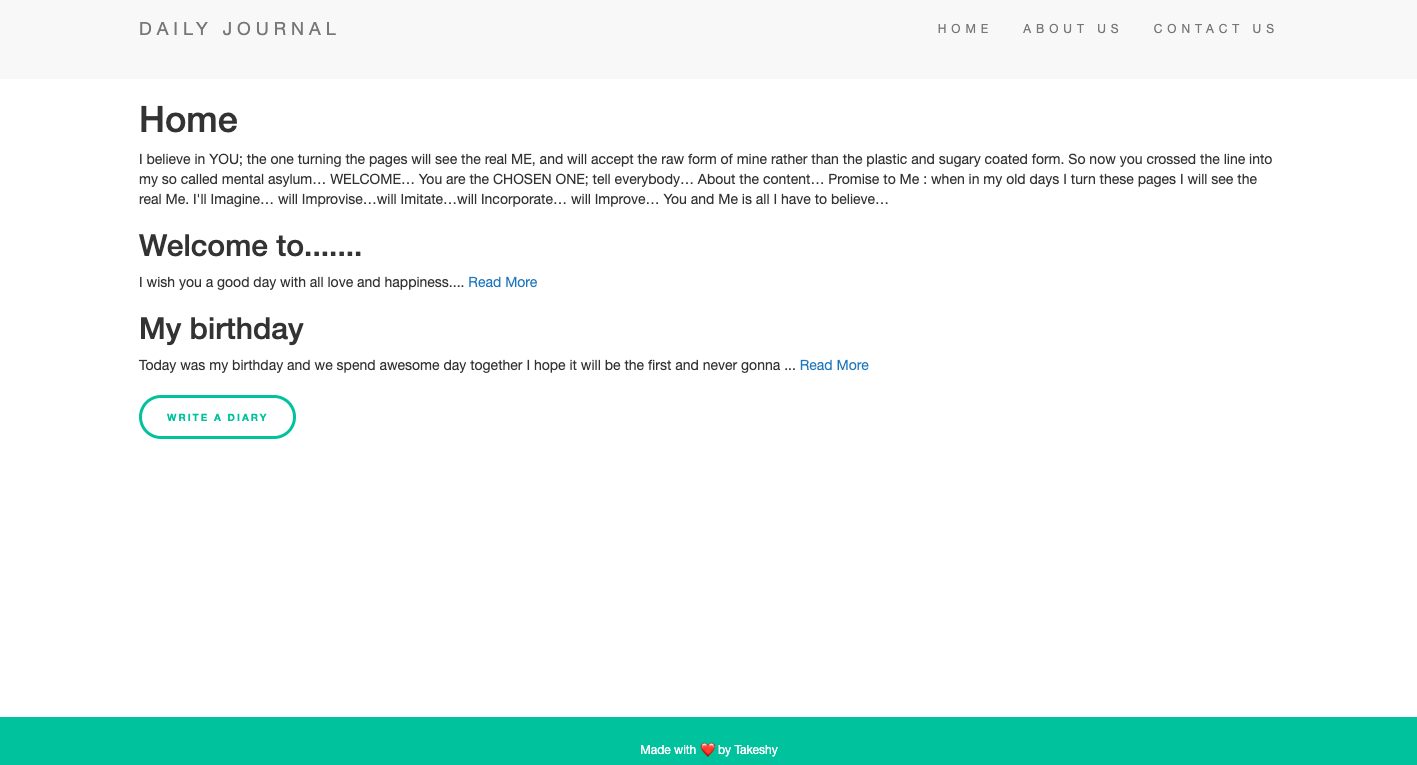 DAILY JOURNAL
HOME ABOUT US CONTACT US
Home
I believe in YOU; the one turning the pages will see the real ME, and will accept the raw form of mine rather than the plastic and sugary coated form. So now you crossed the line into
my so called mental asylum… WELCOME… You are the CHOSEN ONE; tell everybody… About the content… Promise to Me : when in my old days I turn these pages I will see the
real Me. I'll Imagine… will Improvise…will Imitate…will Incorporate… will Improve… You and Me is all I have to believe…
Welcome to.......
I wish you a good day with all love and happiness.... Read More
My birthday
Today was my birthday and we spend awesome day together I hope it will be the first and never gonna ... Read More
WRITE A DIARY
Made with ❤️ by Takeshy